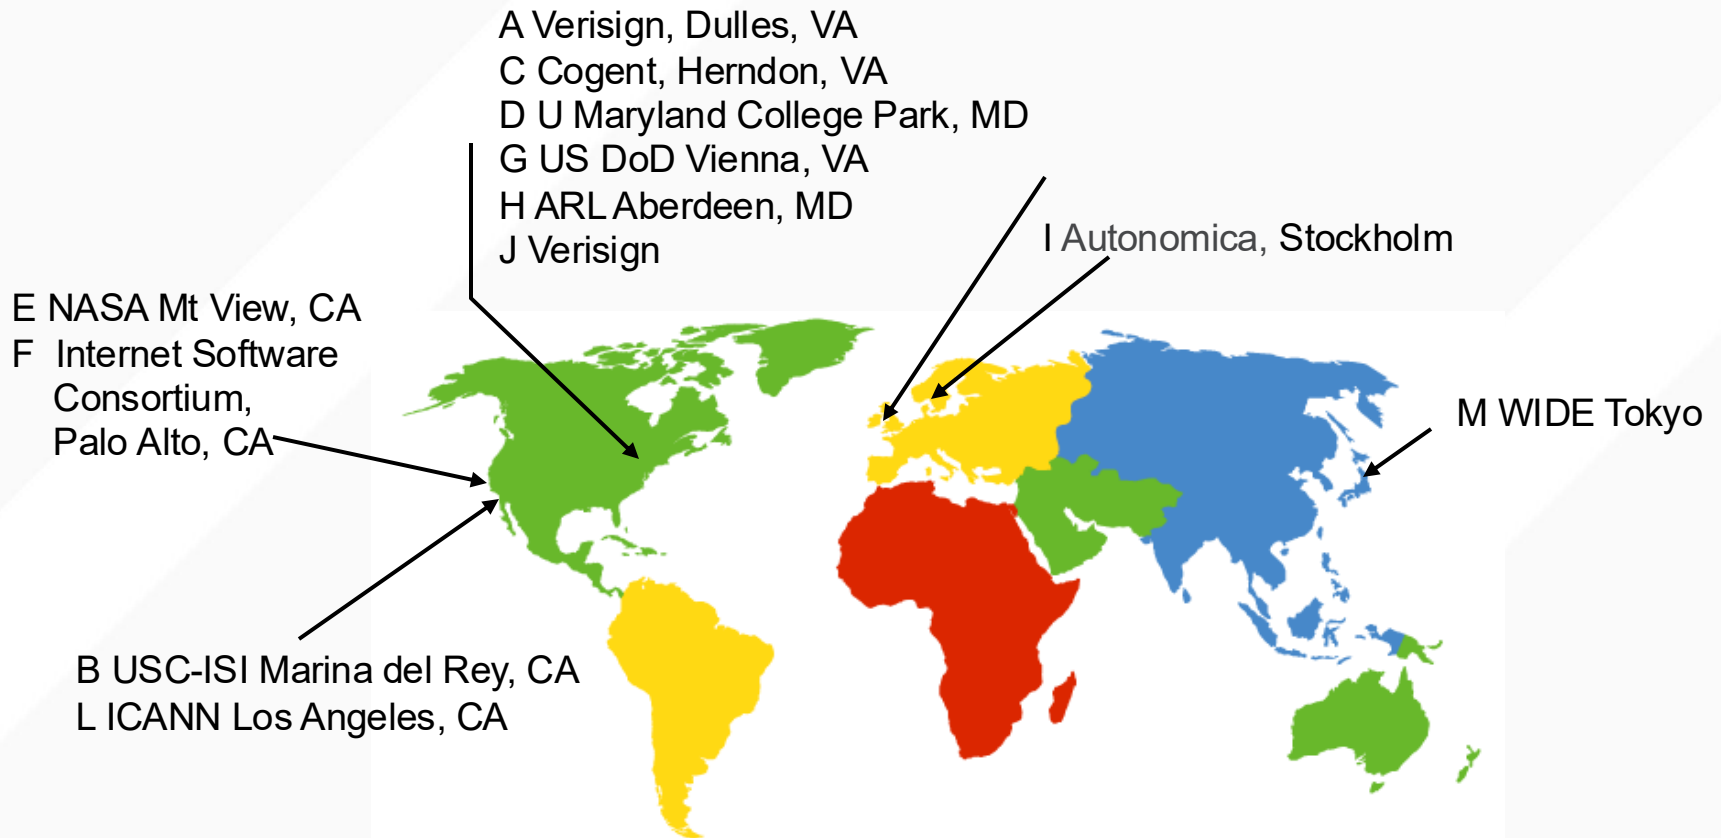 A Verisign, Dulles, VA
C Cogent, Herndon, VA
D U Maryland College Park, MD
G US DoD Vienna, VA
H ARL Aberdeen, MD
J Verisign
I Autonomica, Stockholm
E NASA Mt View, CA
F Internet Software
Consortium,
Palo Alto, CA
M WIDE Tokyo
B USC-ISI Marina del Rey, CA
L ICANN Los Angeles, CA